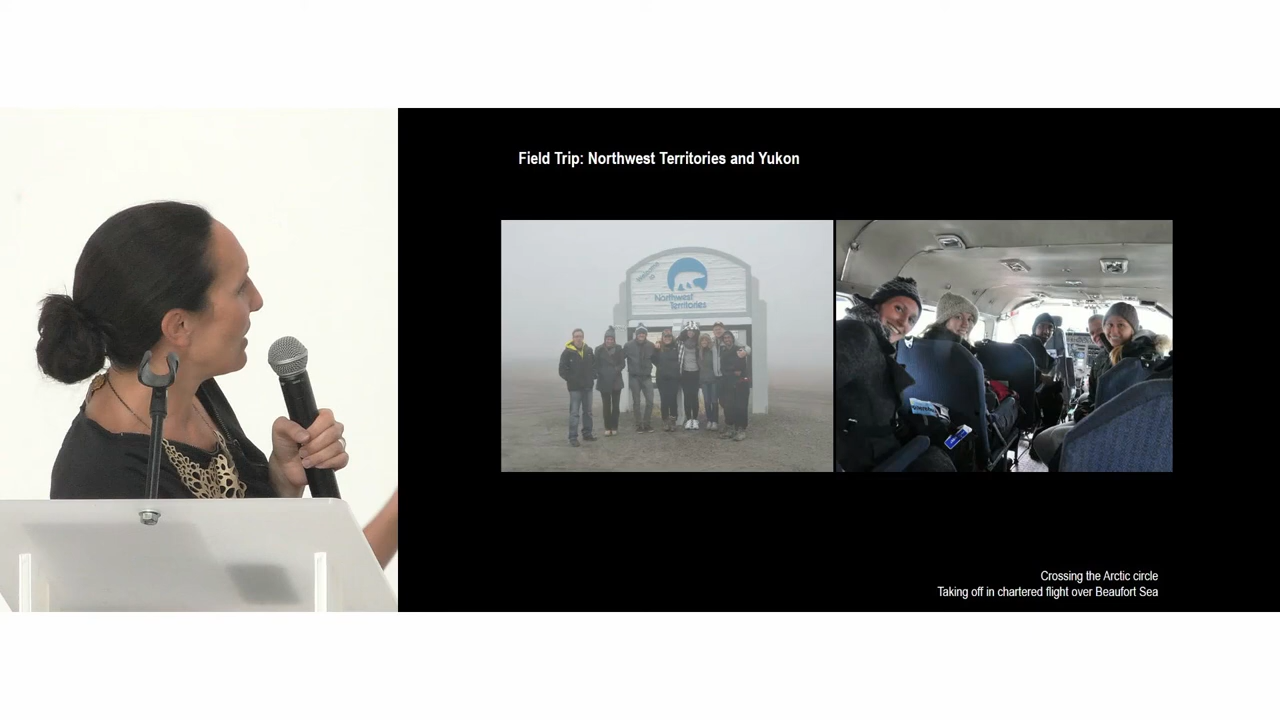 Field Trip: Northwest Territories and Yukon
Northwest
Territories
Crossing the Arctic circle
Taking off in chartered flight over Beaufort Sea